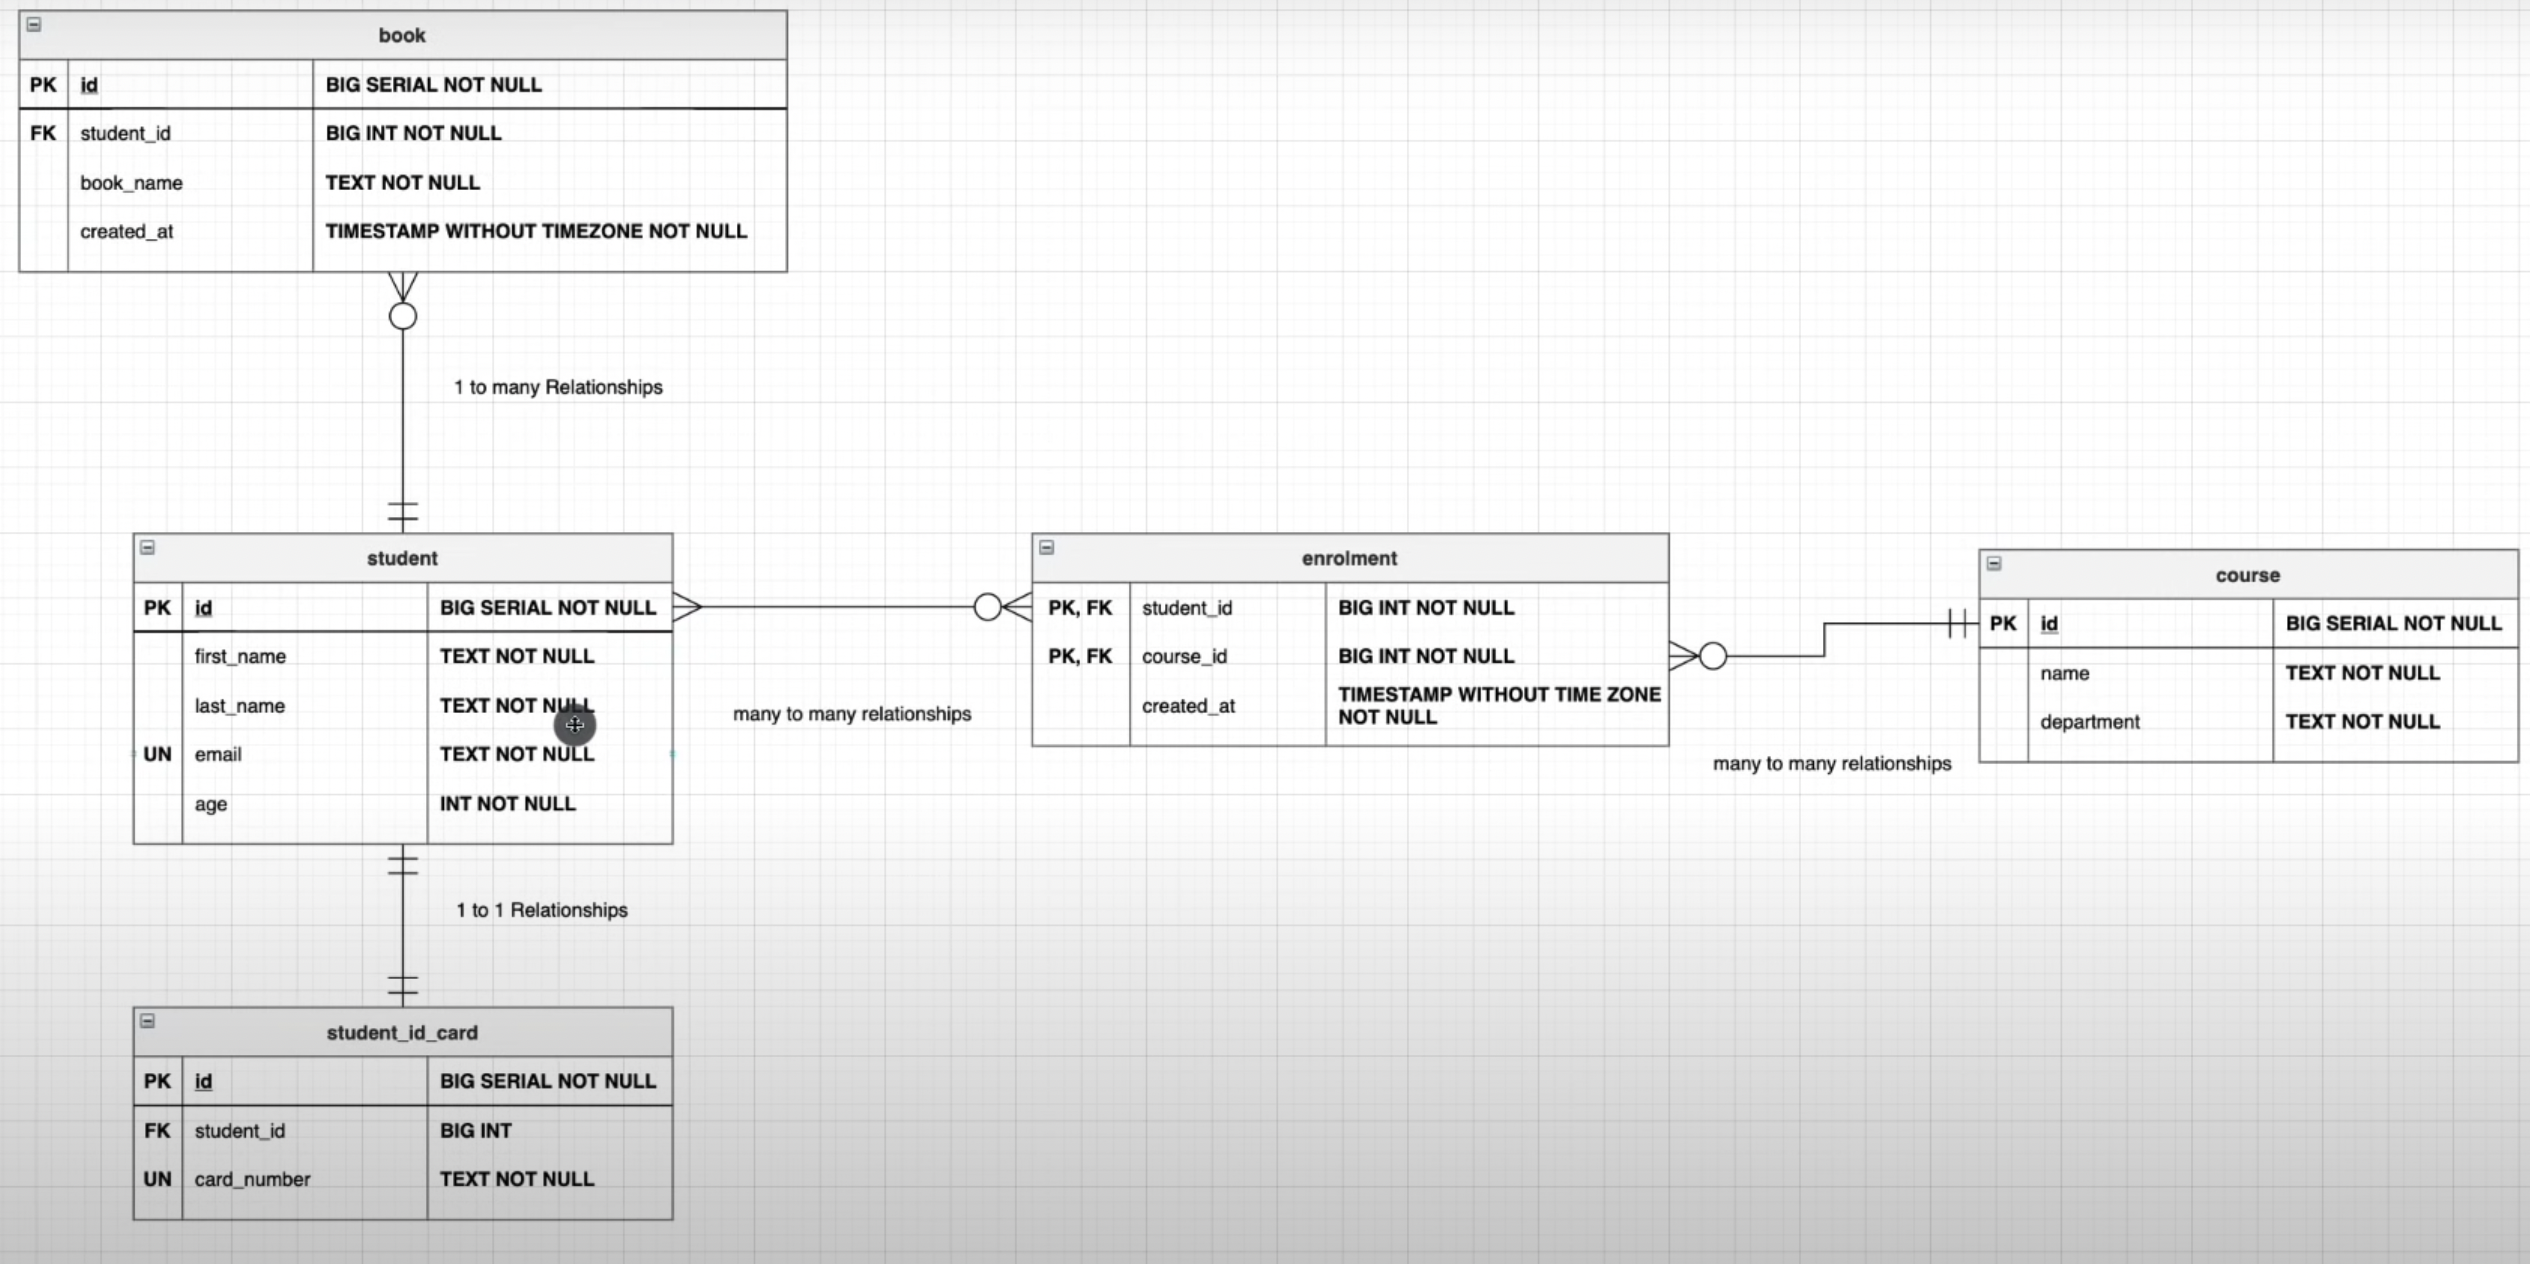 book
PK id BIG SERIAL NOT NULL
FK student_id BIG INT NOT NULL
book_name TEXT NOT NULL
created_at TIMESTAMP WITHOUT TIMEZONE NOT NULL
1 to many Relationships
student
PK id BIG SERIAL NOT NULL
first_name TEXT NOT NULL
last_name TEXT NOT NULL
UN email TEXT NOT NULL
age INT NOT NULL
many to many relationships
enrolment
PK, FK student_id BIG INT NOT NULL
PK, FK course_id BIG INT NOT NULL
created_at TIMESTAMP WITHOUT TIME ZONE
NOT NULL
many to many relationships
course
PK id BIG SERIAL NOT NULL
name TEXT NOT NULL
department TEXT NOT NULL
1 to 1 Relationships
student_id_card
PK id BIG SERIAL NOT NULL
FK student_id BIG INT
UN card_number TEXT NOT NULL